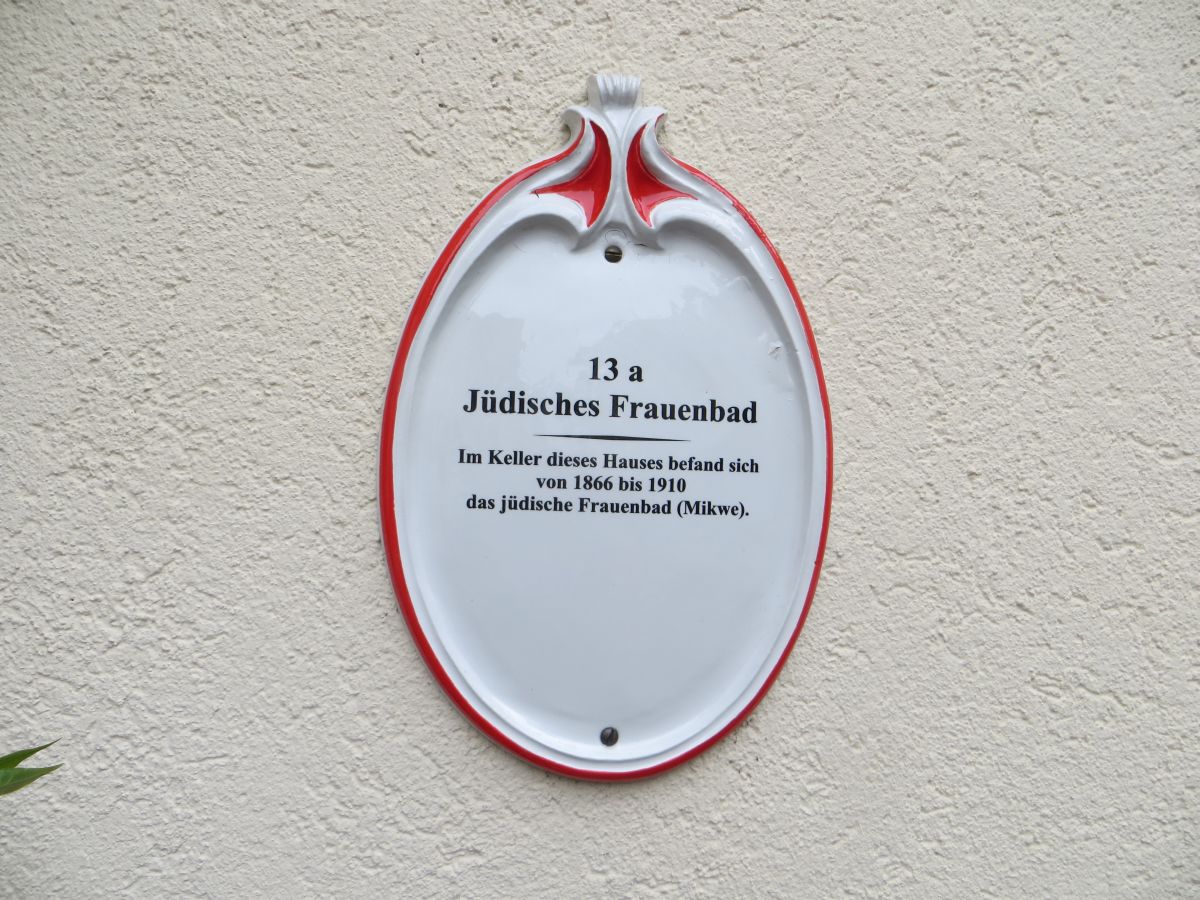 13 a
Jüdisches Frauenbad
Im Keller dieses Hauses befand sich
von 1866 bis 1910
das jüdische Frauenbad (Mikwe).